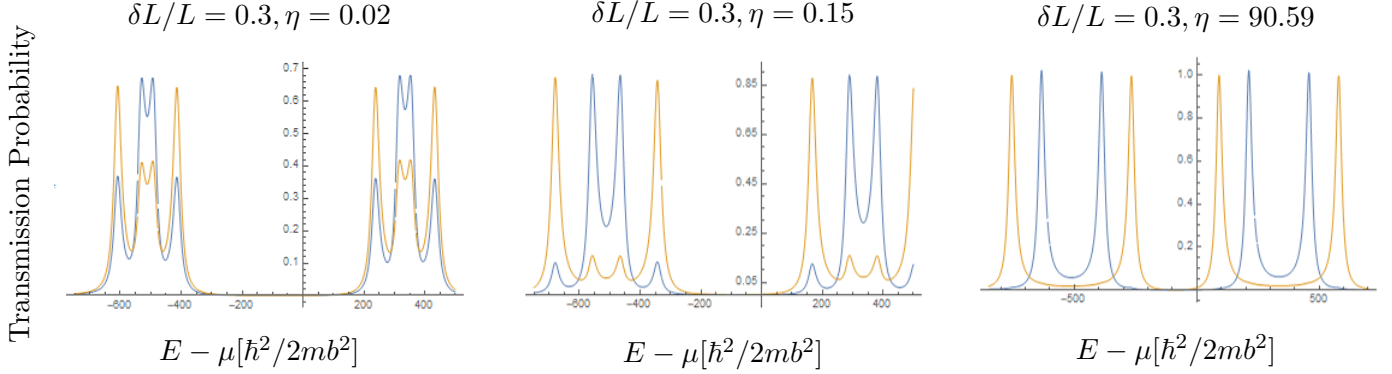 δL/L = 0.3, η = 0.02
δL/L = 0.3, η = 0.15
δL/L = 0.3, η = 90.59
Transmission Probability
0.7
0.6
0.5
0.4
0.3
0.2
0.1
−600 −400 −200 200 400
E − μ[ℏ²/2mb²]
0.85
0.65
0.45
0.25
0.05
−600 −400 −200 0 200 400
E − μ[ℏ²/2mb²]
1.0
0.8
0.6
0.4
0.2
−500 0 500
E − μ[ℏ²/2mb²]